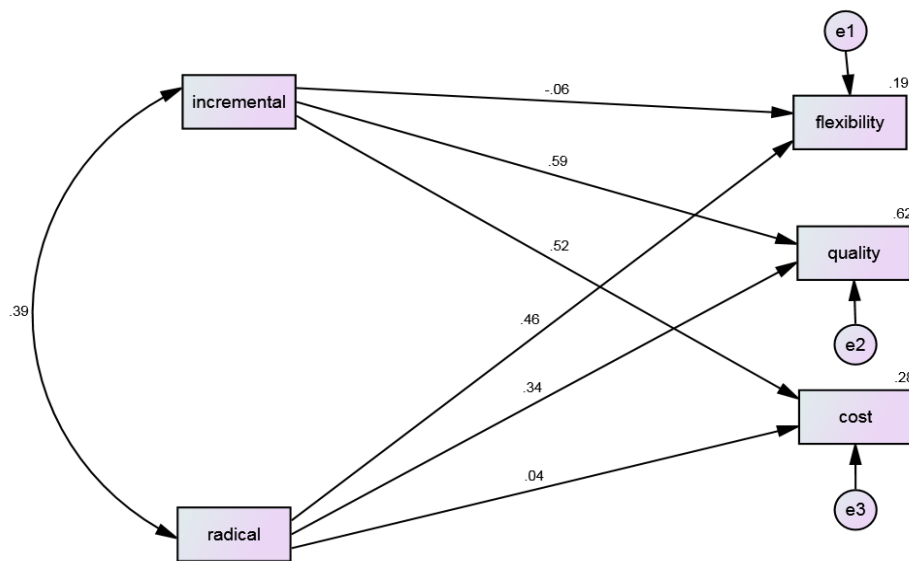 e1
.19
incremental
-.06
flexibility
.59
.62
quality
.52
.39
.46
e2
.34
.28
cost
.04
e3
radical